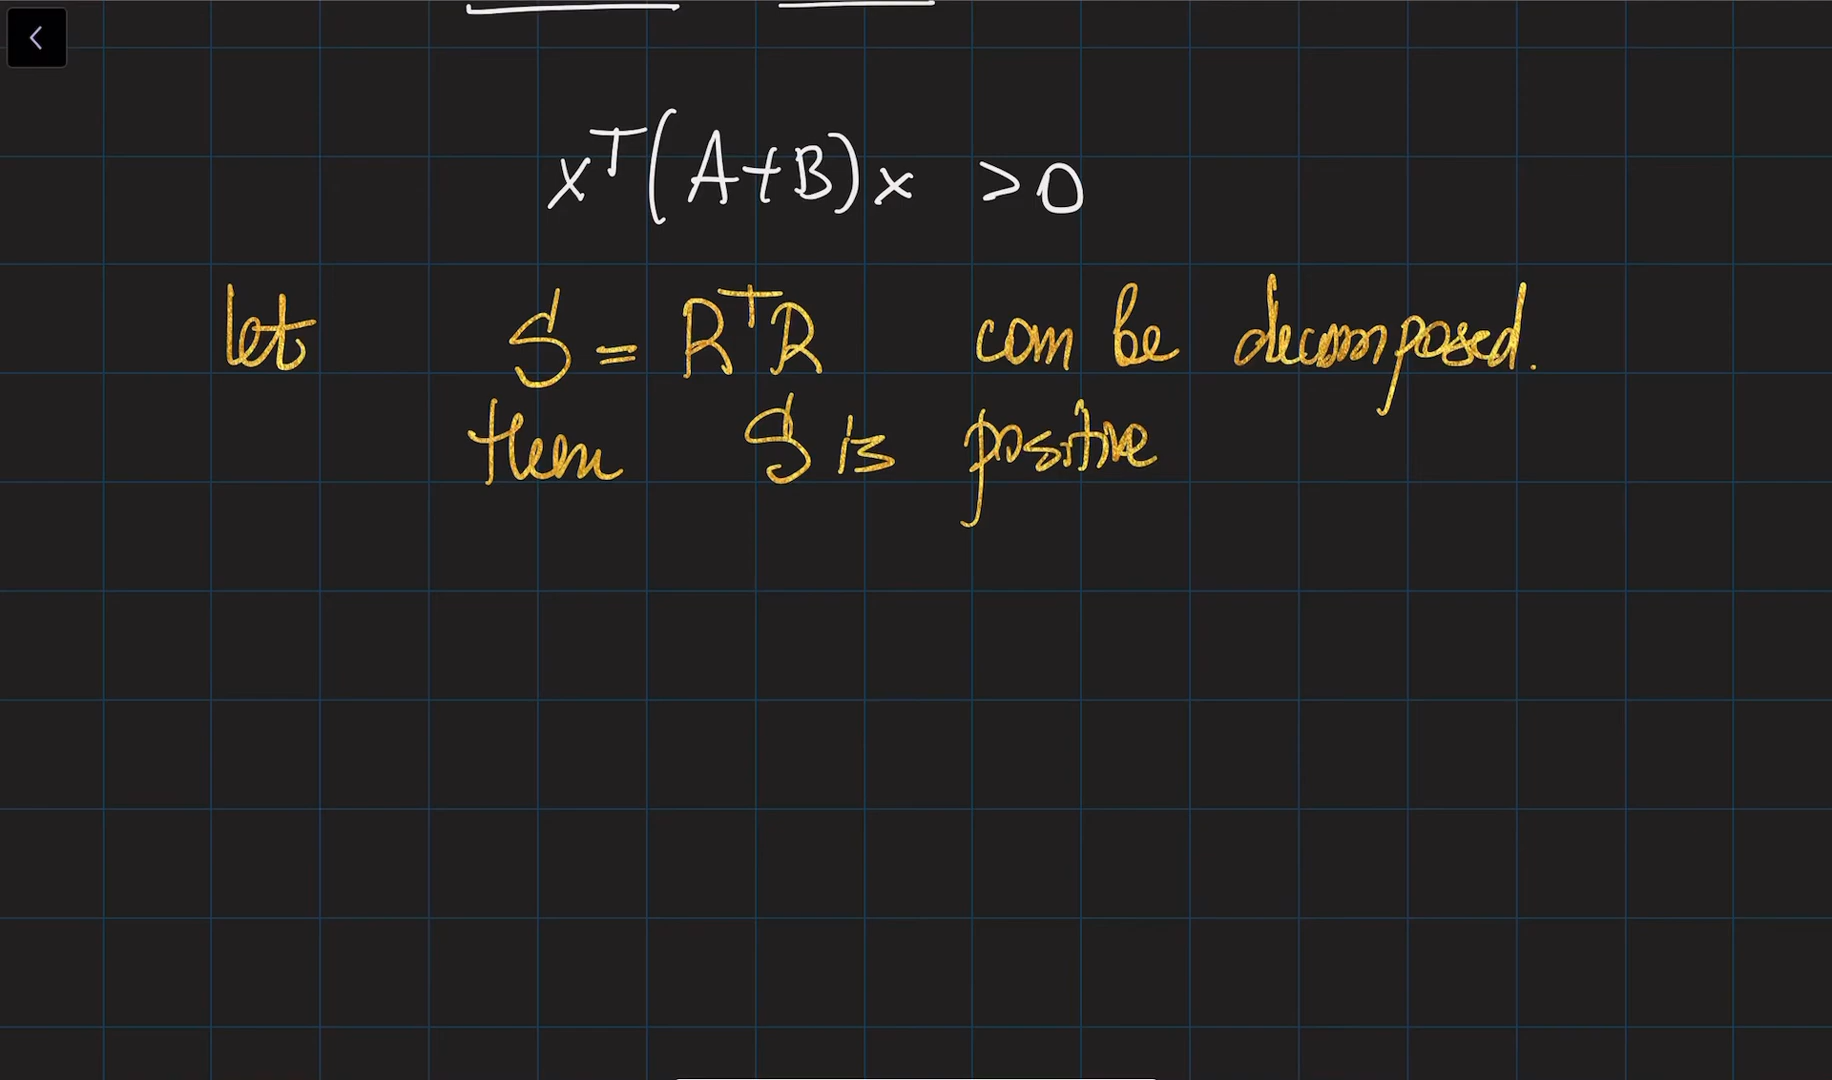 xᵀ(A+B)x >0
let S = RᵀR can be decomposed.
then S is positive